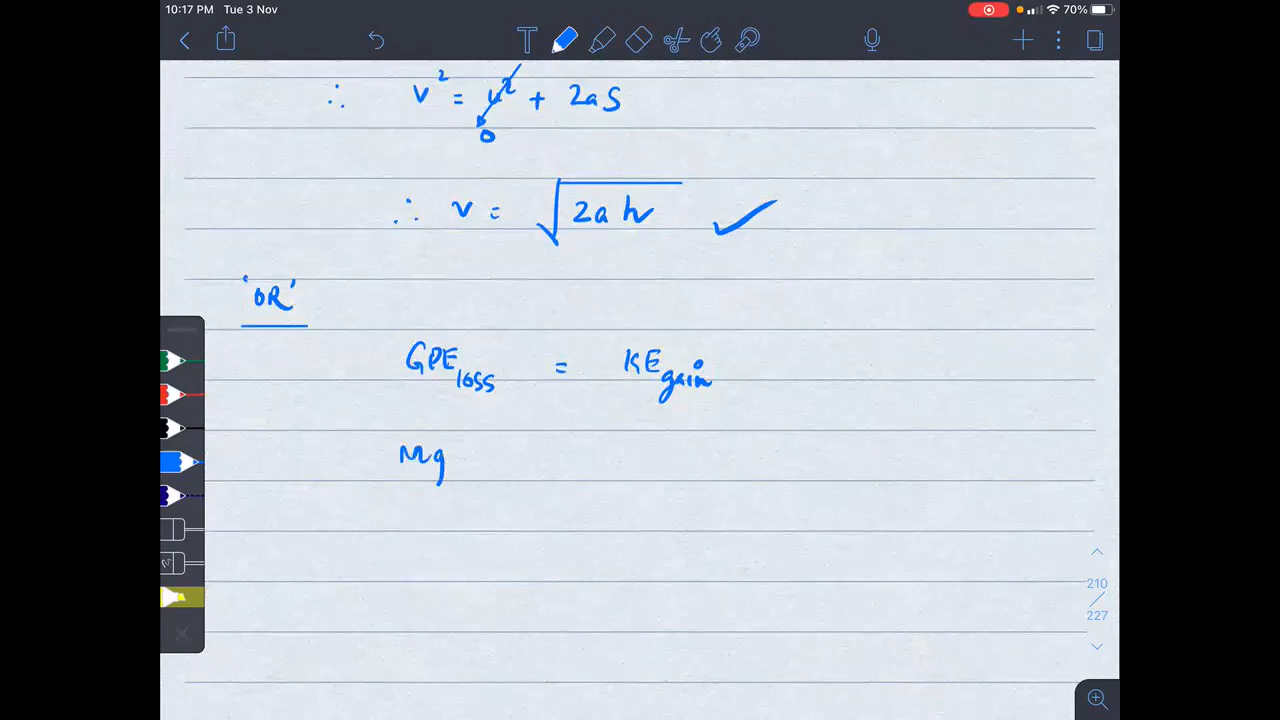 10:17 PM Tue 3 Nov 70%
T
∴ v² = u² + 2aS
0
∴ v = √2ah
'OR'
GPE loss = KE gain
Mg
210
227